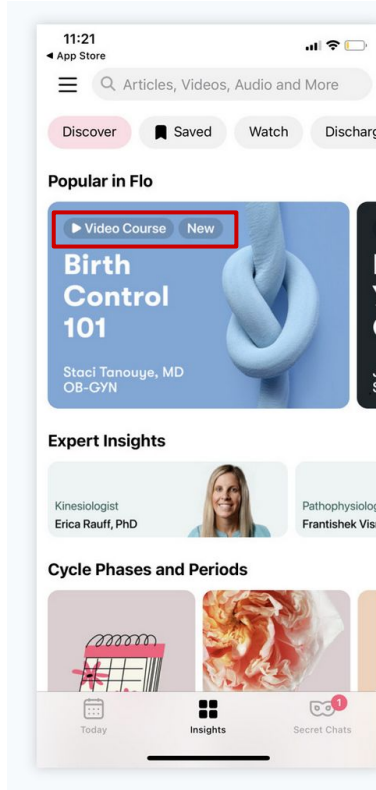 11:21
App Store
Articles, Videos, Audio and More
Discover Saved Watch
Popular in Flo
Video Course New
Birth
Control
101
Staci Tanouye, MD
OB-GYN
Expert Insights
Kinesiologist
Erica Rauff, PhD
Frantishek
Cycle Phases and Periods
Today Insights Secret Chats
1